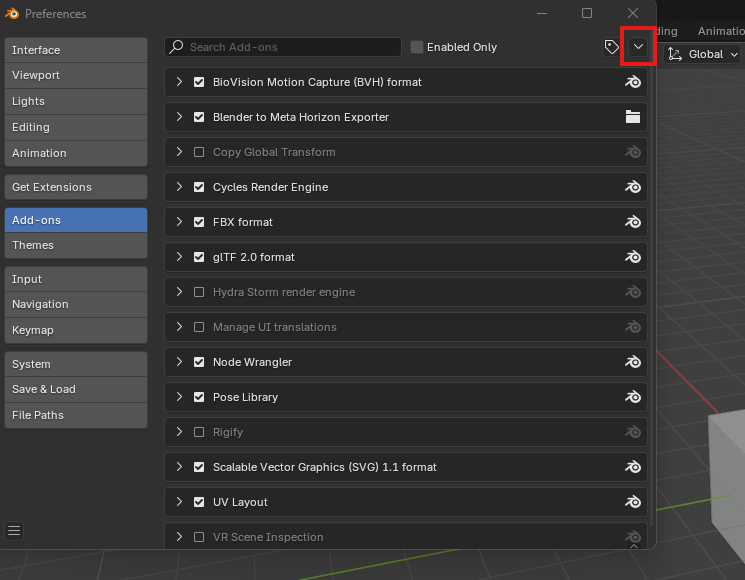 Preferences
Interface
Viewport
Lights
Editing
Animation
Get Extensions
Add-ons
Themes
Input
Navigation
Keymap
System
Save & Load
File Paths
Search Add-ons
Enabled Only
BioVision Motion Capture (BVH) format
Blender to Meta Horizon Exporter
Copy Global Transform
Cycles Render Engine
FBX format
glTF 2.0 format
Hydra Storm render engine
Manage UI translations
Node Wrangler
Pose Library
Rigify
Scalable Vector Graphics (SVG) 1.1 format
UV Layout
VR Scene Inspection
Global